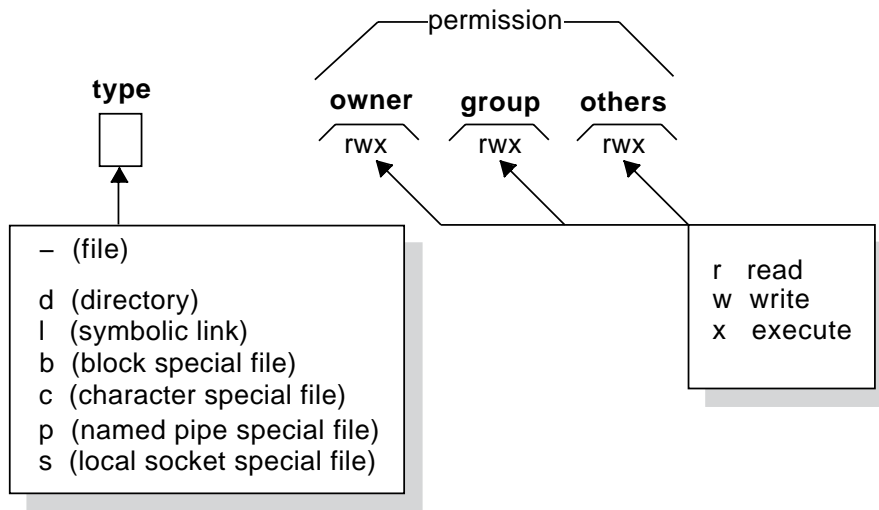 permission
type
owner group others
rwx rwx rwx
– (file)
d (directory)
l (symbolic link)
b (block special file)
c (character special file)
p (named pipe special file)
s (local socket special file)
r read
w write
x execute